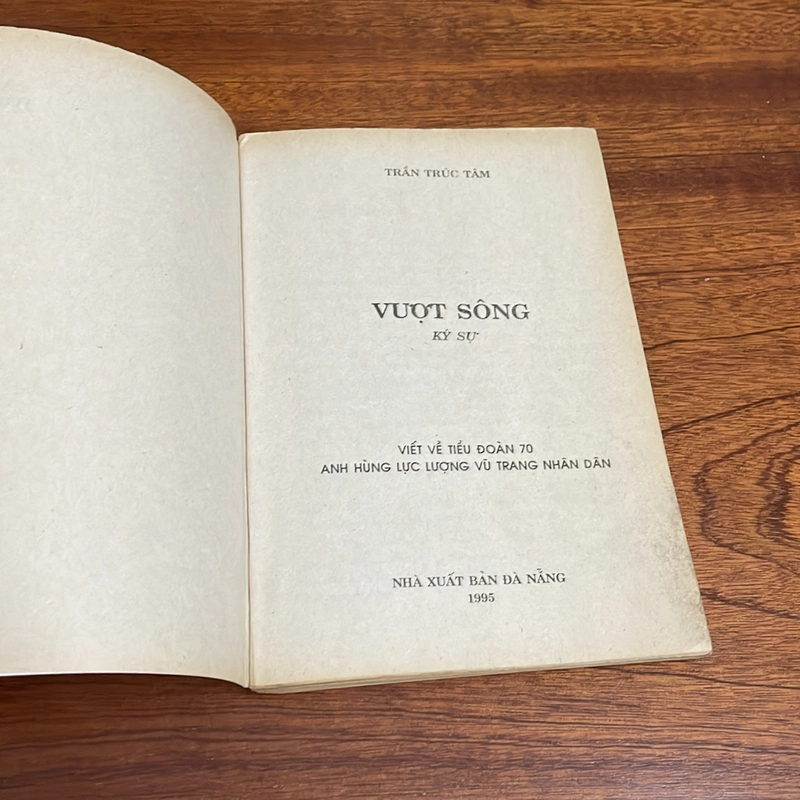 TRẦN TRÚC TÂM
VƯỢT SÔNG
KÝ SỰ
VIẾT VỀ TIỂU ĐOÀN 70
ANH HÙNG LỰC LƯỢNG VŨ TRANG NHÂN DÂN
NHÀ XUẤT BẢN ĐÀ NẴNG
1995